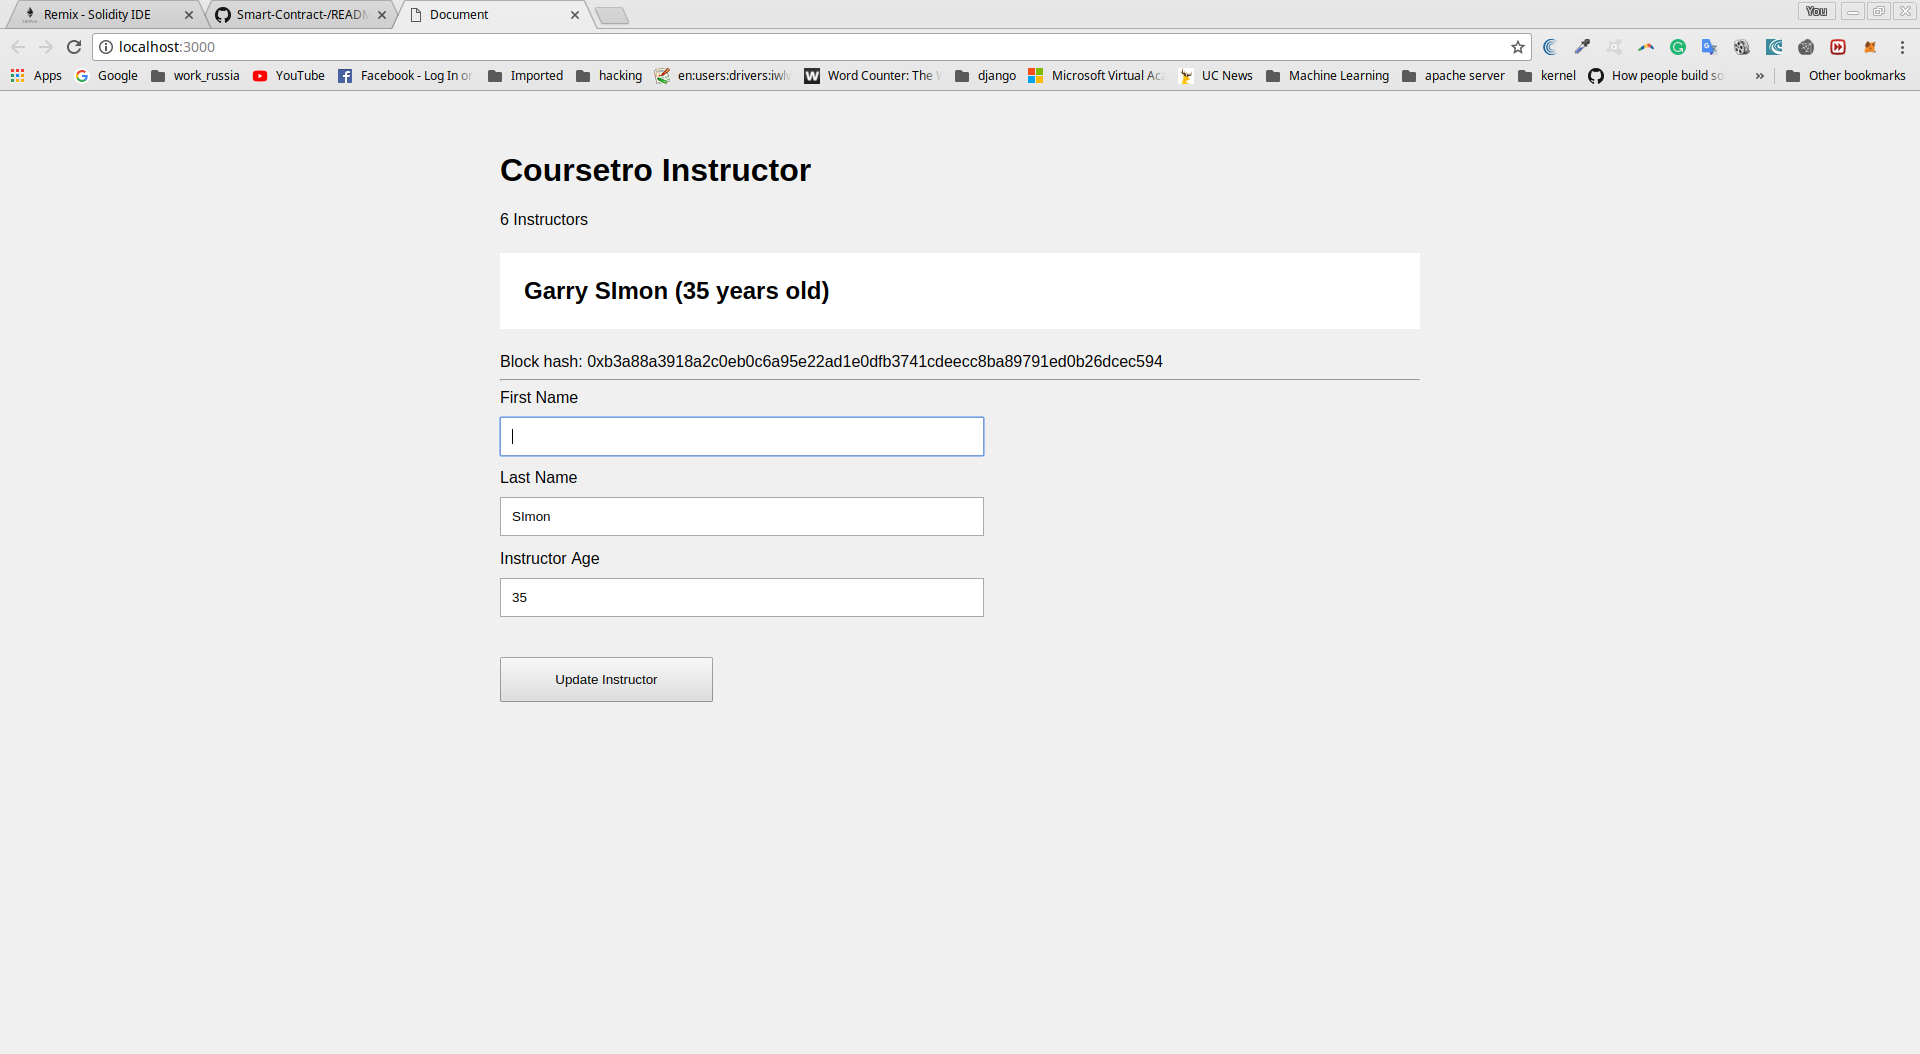 Remix - Solidity IDE
Smart-Contract-/READM
Document
You
localhost:3000
Apps
Google
work_russia
YouTube
Facebook - Log In or
Imported
hacking
en:users:drivers:iwlv
Word Counter: The W
django
Microsoft Virtual Aca
UC News
Machine Learning
apache server
kernel
How people build so
Other bookmarks
Coursetro Instructor
6 Instructors
Garry SImon (35 years old)
Block hash: 0xb3a88a3918a2c0eb0c6a95e22ad1e0dfb3741cdeecc8ba89791ed0b26dcec594
First Name
Last Name
SImon
Instructor Age
35
Update Instructor